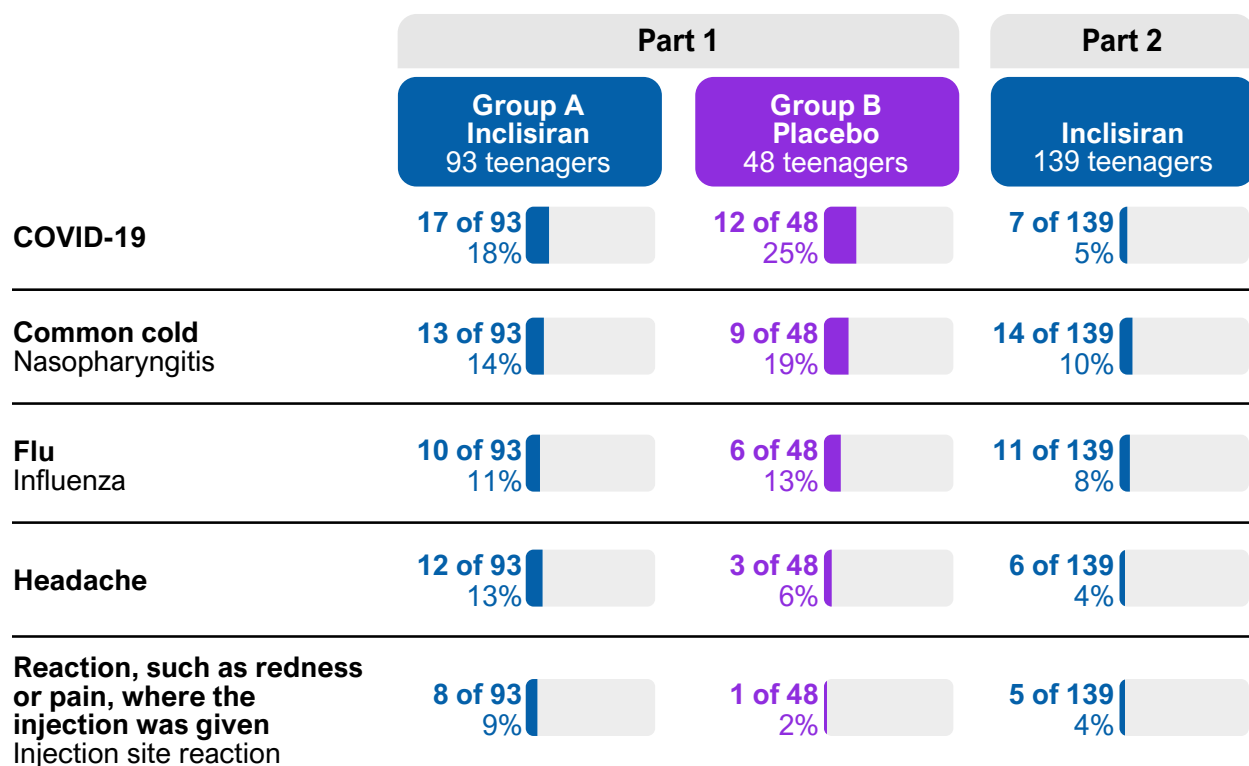 Part 1
Part 2
Group A
Inclisiran
93 teenagers
Group B
Placebo
48 teenagers
Inclisiran
139 teenagers
COVID-19
17 of 93
18%
12 of 48
25%
7 of 139
5%
Common cold
Nasopharyngitis
13 of 93
14%
9 of 48
19%
14 of 139
10%
Flu
Influenza
10 of 93
11%
6 of 48
13%
11 of 139
8%
Headache
12 of 93
13%
3 of 48
6%
6 of 139
4%
Reaction, such as redness
or pain, where the
injection was given
Injection site reaction
8 of 93
9%
1 of 48
2%
5 of 139
4%